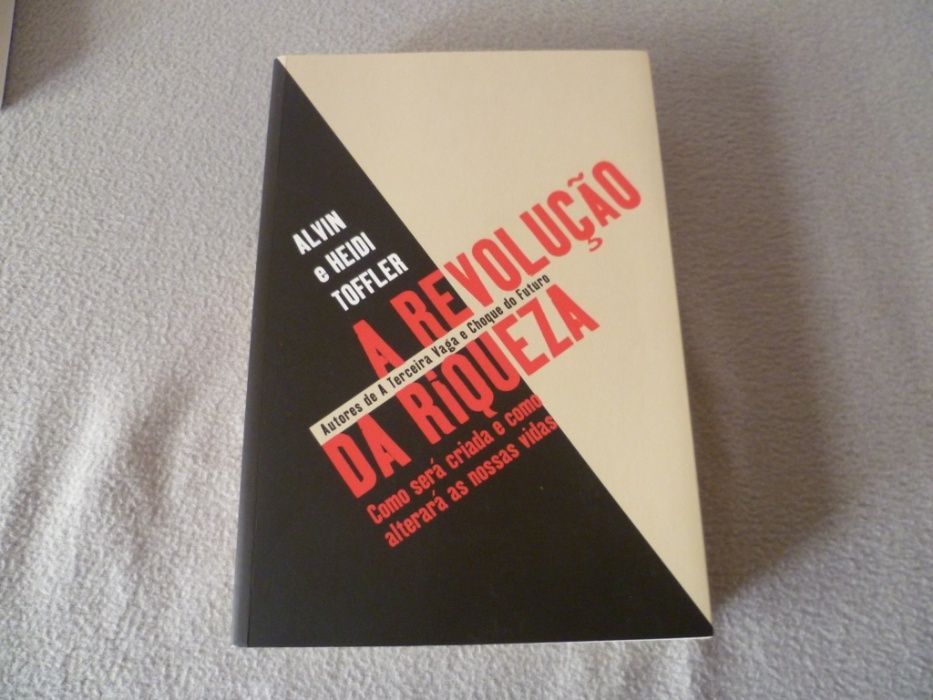 ALVIN
e HEIDI
TOFFLER
A REVOLUÇÃO
Autores de A Terceira Vaga e Choque do Futuro
DA RIQUEZA
Como será criada e como
alterará as nossas vidas